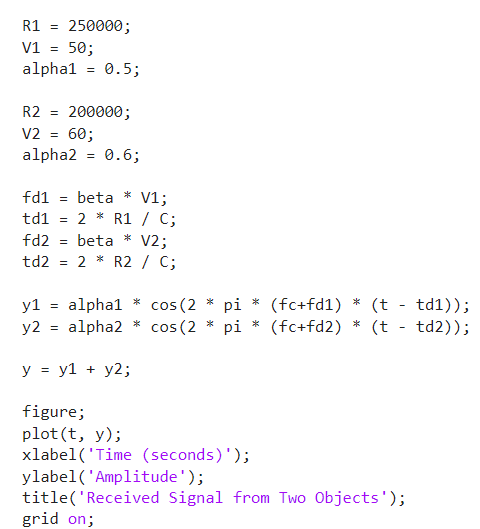 R1 = 250000;
V1 = 50;
alpha1 = 0.5;
R2 = 200000;
V2 = 60;
alpha2 = 0.6;
fd1 = beta * V1;
td1 = 2 * R1 / C;
fd2 = beta * V2;
td2 = 2 * R2 / C;
y1 = alpha1 * cos(2 * pi * (fc+fd1) * (t - td1));
y2 = alpha2 * cos(2 * pi * (fc+fd2) * (t - td2));
y = y1 + y2;
figure;
plot(t, y);
xlabel('Time (seconds)');
ylabel('Amplitude');
title('Received Signal from Two Objects');
grid on;